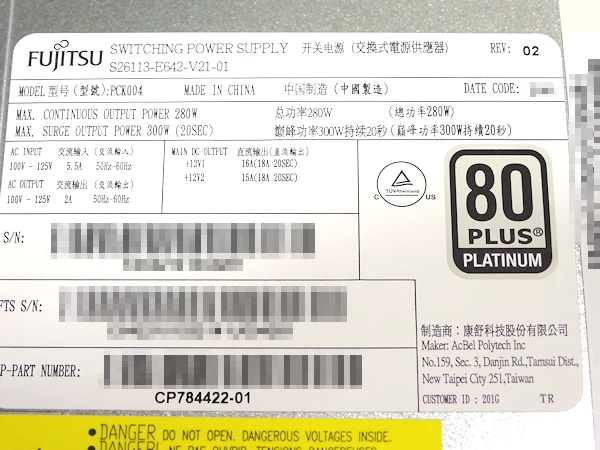 FUJITSU SWITCHING POWER SUPPLY 开关电源 (交換式電源供應器) REV: 02
S26113-E642-V21-01
MODEL 型号(型號):PCK004 MADE IN CHINA 中国制造 (中國製造) DATE CODE:
MAX. CONTINUOUS OUTPUT POWER 280W 总功率280W (總功率280W)
MAX. SURGE OUTPUT POWER 300W (20SEC) 巅峰功率300W持续20秒(巔峰功率300W持續20秒)
AC INPUT 交流输入 (交流輸入)
100V - 125V 5.5A 50Hz-60Hz
AC OUTPUT 交流输出 (交流輸出)
100V - 125V 2A 50Hz-60Hz
MAIN DC OUTPUT 直流输出(直流輸出)
+12V1 16A(18A 20SEC)
+12V2 15A(18A 20SEC)
TÜVRheinland
C US
80
PLUS®
PLATINUM
S/N:
FTS S/N:
P-PART NUMBER:
CP784422-01
制造商：康舒科技股份有限公司
Maker: AcBel Polytech Inc
No.159, Sec. 3, Danjin Rd.,Tamsui Dist.,
New Taipei City 251,Taiwan
CUSTOMER ID : 201G TR
•DANGER DO NOT OPEN. DANGEROUS VOLTAGES INSIDE.
•DANGER! NE PAS OUVRIR. TENSIONS DANGEREUSES